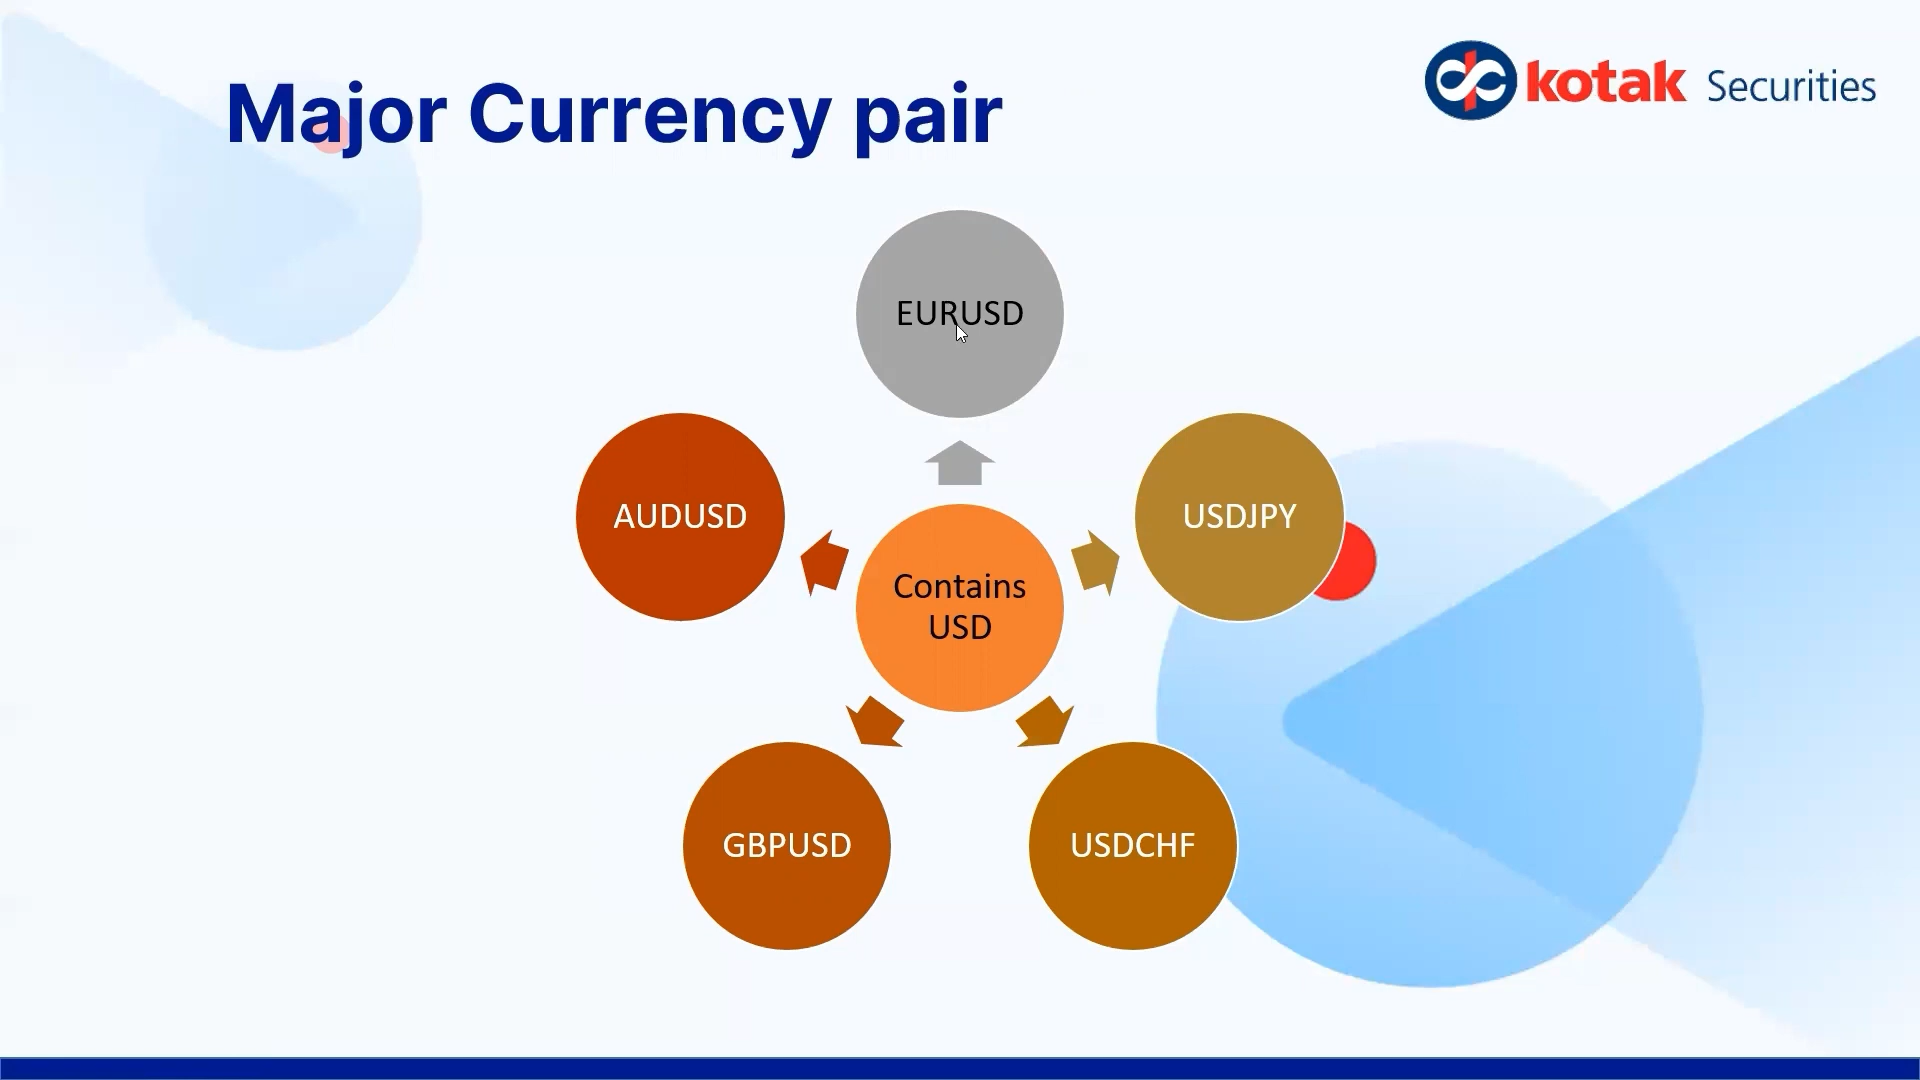 Major Currency pair
kotak Securities
EURUSD
AUDUSD
USDJPY
Contains
USD
GBPUSD
USDCHF